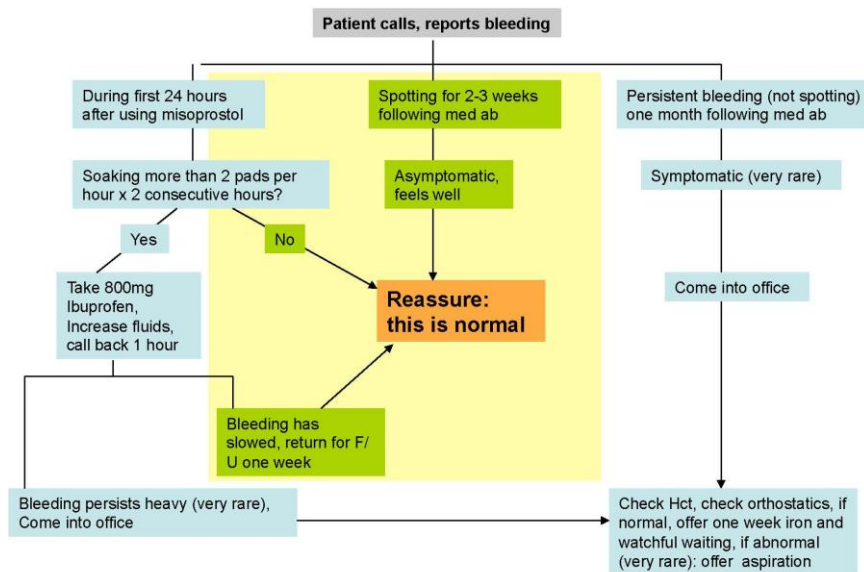 Patient calls, reports bleeding
During first 24 hours
after using misoprostol
Spotting for 2-3 weeks
following med ab
Persistent bleeding (not spotting)
one month following med ab
Soaking more than 2 pads per
hour x 2 consecutive hours?
Asymptomatic,
feels well
Symptomatic (very rare)
Yes
No
Take 800mg
Ibuprofen,
Increase fluids,
call back 1 hour
Reassure:
this is normal
Come into office
Bleeding has
slowed, return for F/
U one week
Bleeding persists heavy (very rare),
Come into office
Check Hct, check orthostatics, if
normal, offer one week iron and
watchful waiting, if abnormal
(very rare): offer aspiration